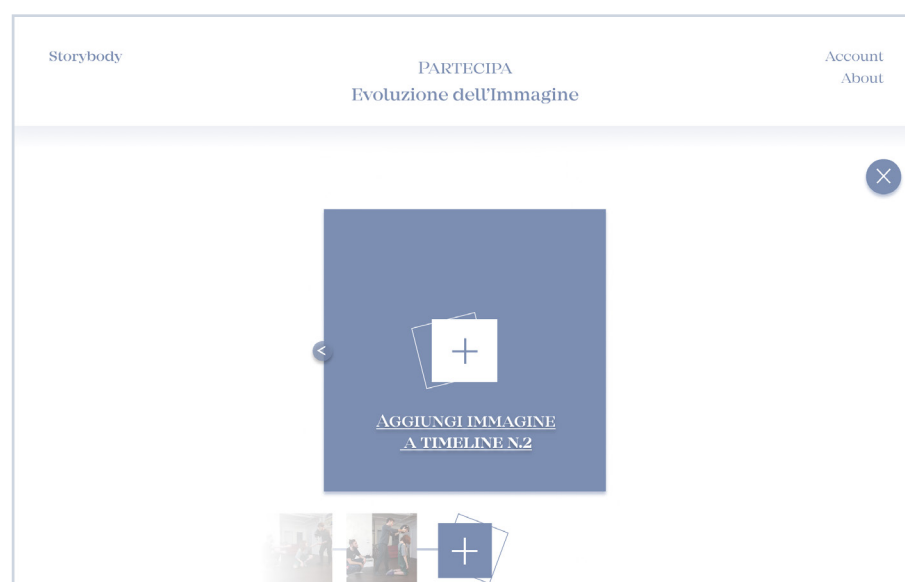 Storybody
PARTECIPA
Evoluzione dell'Immagine
Account
About
<
AGGIUNGI IMMAGINE
A TIMELINE N.2